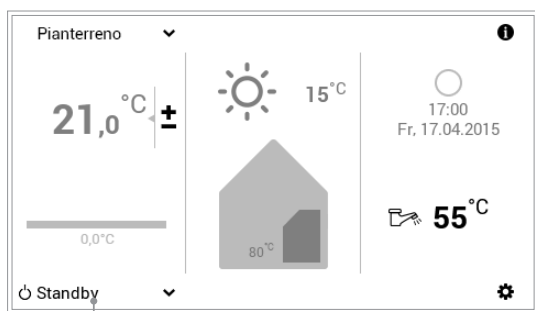 Pianterreno
21,0 °C ±
0,0°C
15°C
80°C
17:00
Fr, 17.04.2015
55°C
Standby